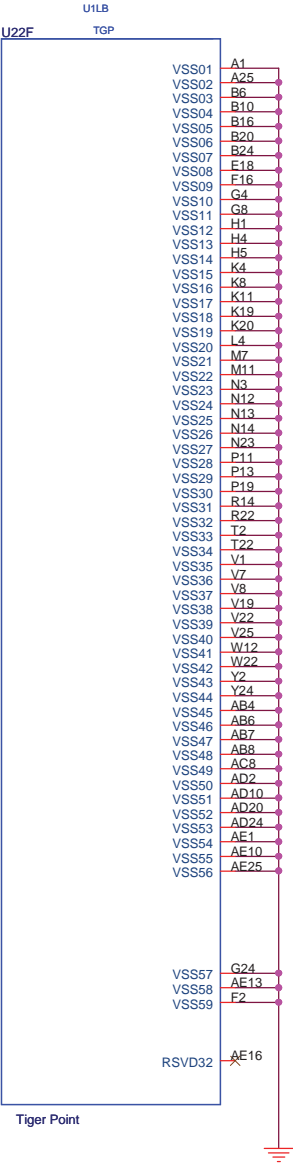 U1LB
U22F TGP
VSS01 A1
VSS02 A25
VSS03 B6
VSS04 B10
VSS05 B16
VSS06 B20
VSS07 B24
VSS08 E18
VSS09 F16
VSS10 G4
VSS11 G8
VSS12 H1
VSS13 H4
VSS14 H5
VSS15 K4
VSS16 K8
VSS17 K11
VSS18 K19
VSS19 K20
VSS20 L4
VSS21 M7
VSS22 M11
VSS23 N3
VSS24 N12
VSS25 N13
VSS26 N14
VSS27 N23
VSS28 P11
VSS29 P13
VSS30 P19
VSS31 R14
VSS32 R22
VSS33 T2
VSS34 T22
VSS35 V1
VSS36 V7
VSS37 V8
VSS38 V19
VSS39 V22
VSS40 V25
VSS41 W12
VSS42 W22
VSS43 Y2
VSS44 Y24
VSS45 AB4
VSS46 AB6
VSS47 AB7
VSS48 AB8
VSS49 AC8
VSS50 AD2
VSS51 AD10
VSS52 AD20
VSS53 AD24
VSS54 AE1
VSS55 AE10
VSS56 AE25
VSS57 G24
VSS58 AE13
VSS59 F2
RSVD32 AE16
Tiger Point